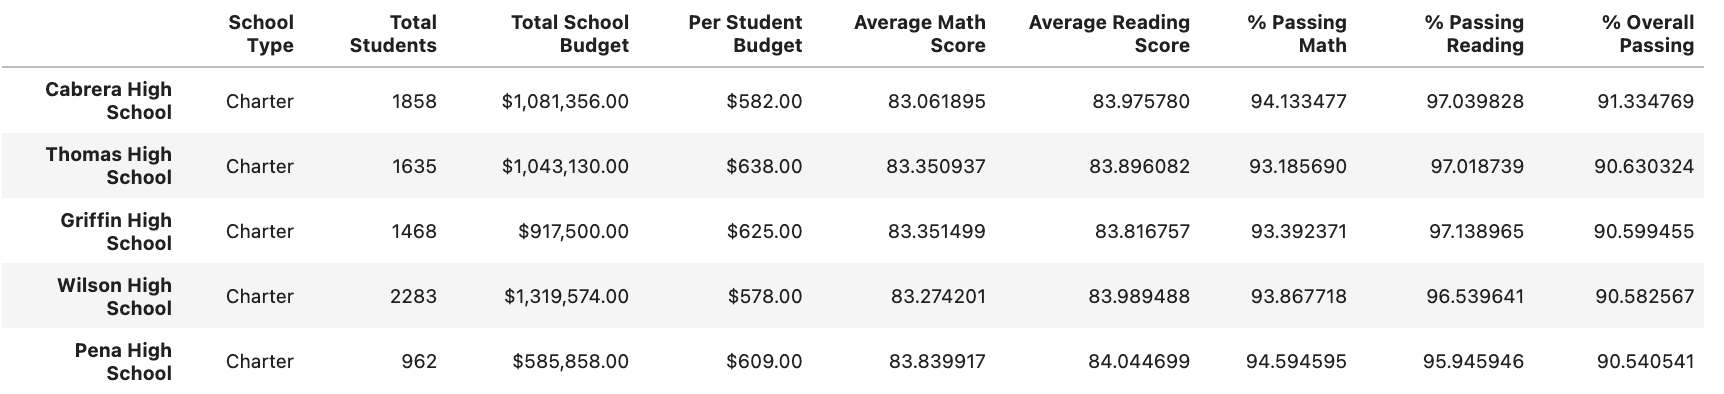 School Type Total Students Total School Budget Per Student Budget Average Math Score Average Reading Score % Passing Math % Passing Reading % Overall Passing
Cabrera High School Charter 1858 $1,081,356.00 $582.00 83.061895 83.975780 94.133477 97.039828 91.334769
Thomas High School Charter 1635 $1,043,130.00 $638.00 83.350937 83.896082 93.185690 97.018739 90.630324
Griffin High School Charter 1468 $917,500.00 $625.00 83.351499 83.816757 93.392371 97.138965 90.599455
Wilson High School Charter 2283 $1,319,574.00 $578.00 83.274201 83.989488 93.867718 96.539641 90.582567
Pena High School Charter 962 $585,858.00 $609.00 83.839917 84.044699 94.594595 95.945946 90.540541